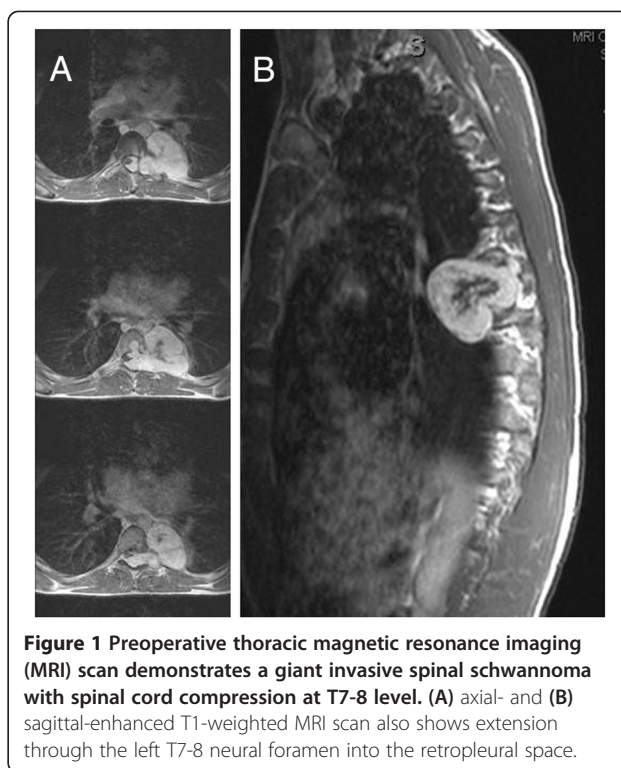 A
B
S
MRI C
S
Figure 1 Preoperative thoracic magnetic resonance imaging
(MRI) scan demonstrates a giant invasive spinal schwannoma
with spinal cord compression at T7-8 level. (A) axial- and (B)
sagittal-enhanced T1-weighted MRI scan also shows extension
through the left T7-8 neural foramen into the retropleural space.